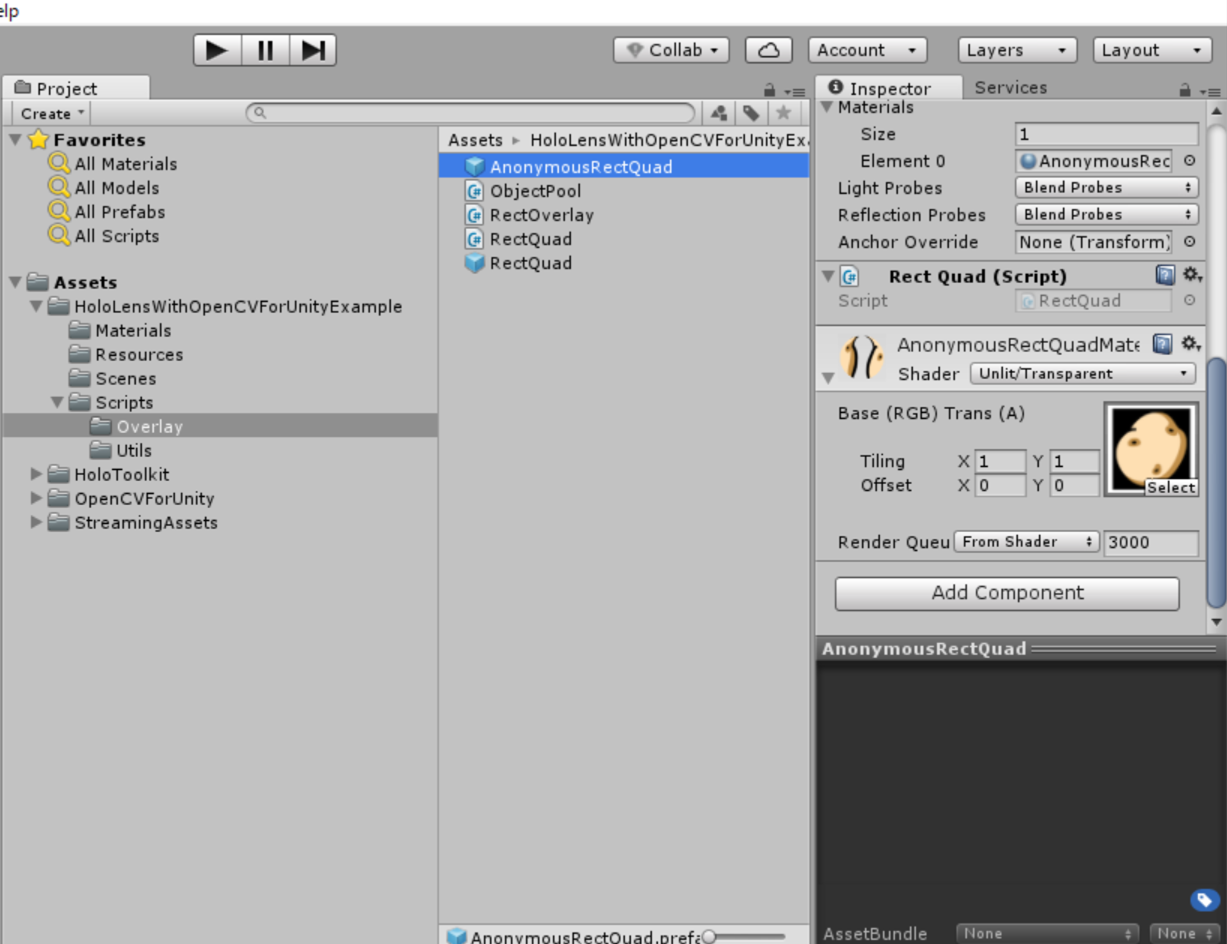 elp
Collab
Account
Layers
Layout
Project
Create
Favorites
All Materials
All Models
All Prefabs
All Scripts
Assets
HoloLensWithOpenCVForUnityExample
Materials
Resources
Scenes
Scripts
Overlay
Utils
HoloToolkit
OpenCVForUnity
StreamingAssets
Assets HoloLensWithOpenCVForUnityEx
AnonymousRectQuad
ObjectPool
RectOverlay
RectQuad
RectQuad
AnonymousRectQuad.prefa
Inspector Services
Materials
Size 1
Element 0 AnonymousRec
Light Probes Blend Probes
Reflection Probes Blend Probes
Anchor Override None (Transform)
Rect Quad (Script)
Script RectQuad
AnonymousRectQuadMate
Shader Unlit/Transparent
Base (RGB) Trans (A)
Tiling X 1 Y 1
Offset X 0 Y 0
Select
Render Queu From Shader 3000
Add Component
AnonymousRectQuad
AssetBundle None None